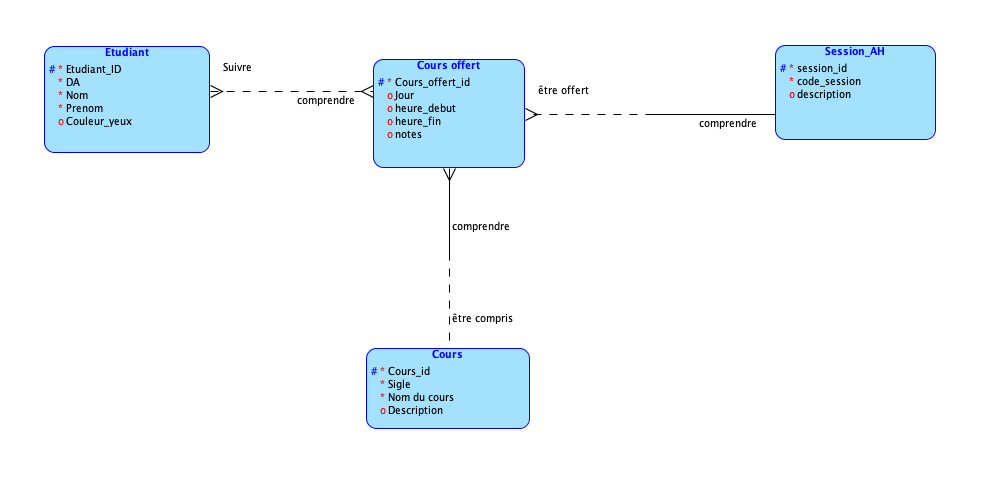 Etudiant
# * Etudiant_ID
* DA
* Nom
* Prenom
o Couleur_yeux
Suivre
comprendre
Cours offert
# * Cours_offert_id
o Jour
o heure_debut
o heure_fin
o notes
être offert
comprendre
Session_AH
# * session_id
* code_session
o description
comprendre
être compris
Cours
# * Cours_id
* Sigle
* Nom du cours
o Description